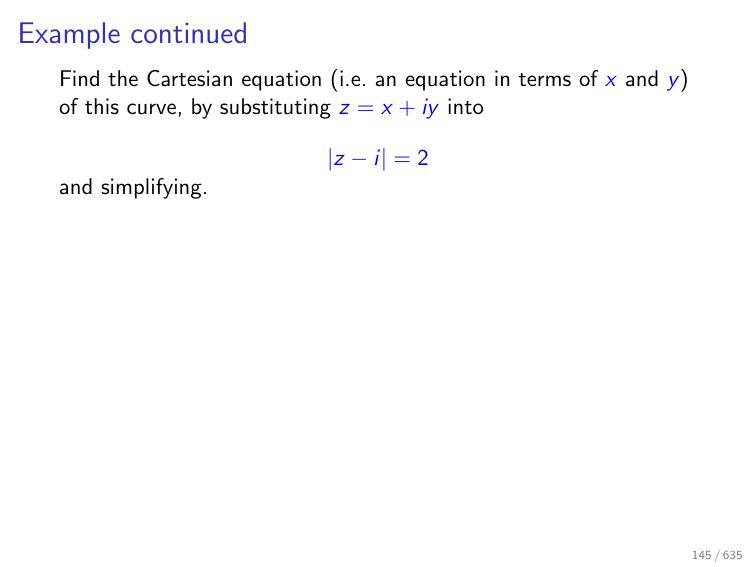 Example continued
Find the Cartesian equation (i.e. an equation in terms of x and y)
of this curve, by substituting z = x + iy into
|z − i| = 2
and simplifying.
145 / 635